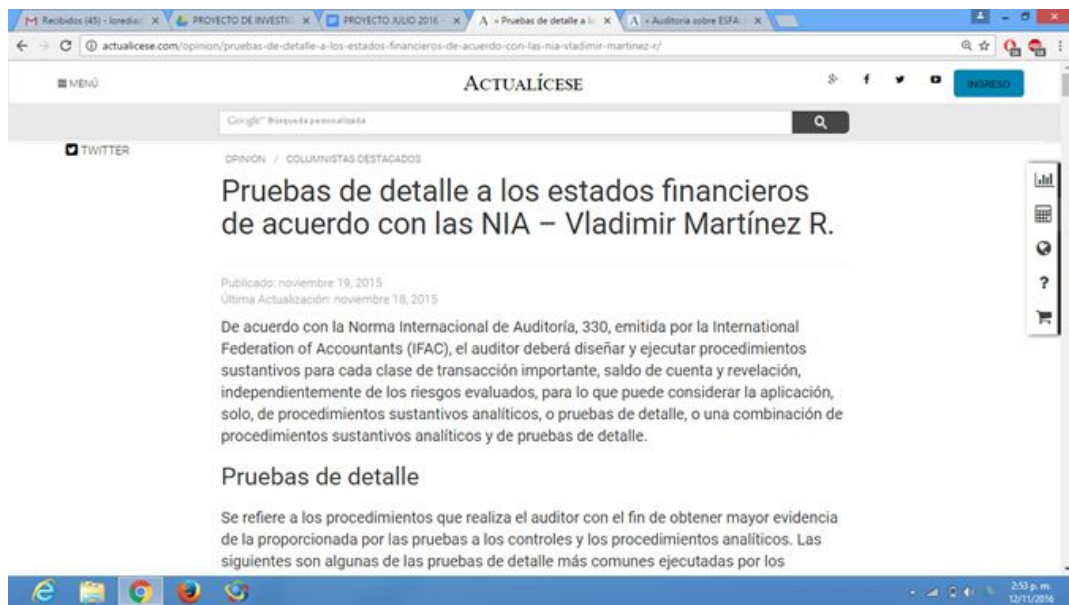 Recibidos (45) - loredia
PROYECTO DE INVESTIG
PROYECTO JULIO 2016
» Pruebas de detalle a lo
» Auditoría sobre ESFA
actualicese.com/opinion/pruebas-de-detalle-a-los-estados-financieros-de-acuerdo-con-las-nia-vladimir-martinez-r/
MENÚ
ACTUALÍCESE
INGRESO
Google™ Búsqueda personalizada
TWITTER
OPINIÓN / COLUMNISTAS DESTACADOS
Pruebas de detalle a los estados financieros
de acuerdo con las NIA – Vladimir Martínez R.
Publicado: noviembre 19, 2015
Última Actualización: noviembre 18, 2015
De acuerdo con la Norma Internacional de Auditoría, 330, emitida por la International
Federation of Accountants (IFAC), el auditor deberá diseñar y ejecutar procedimientos
sustantivos para cada clase de transacción importante, saldo de cuenta y revelación,
independientemente de los riesgos evaluados, para lo que puede considerar la aplicación,
solo, de procedimientos sustantivos analíticos, o pruebas de detalle, o una combinación de
procedimientos sustantivos analíticos y de pruebas de detalle.
Pruebas de detalle
Se refiere a los procedimientos que realiza el auditor con el fin de obtener mayor evidencia
de la proporcionada por las pruebas a los controles y los procedimientos analíticos. Las
siguientes son algunas de las pruebas de detalle más comunes ejecutadas por los
2:53 p. m.
12/11/2016